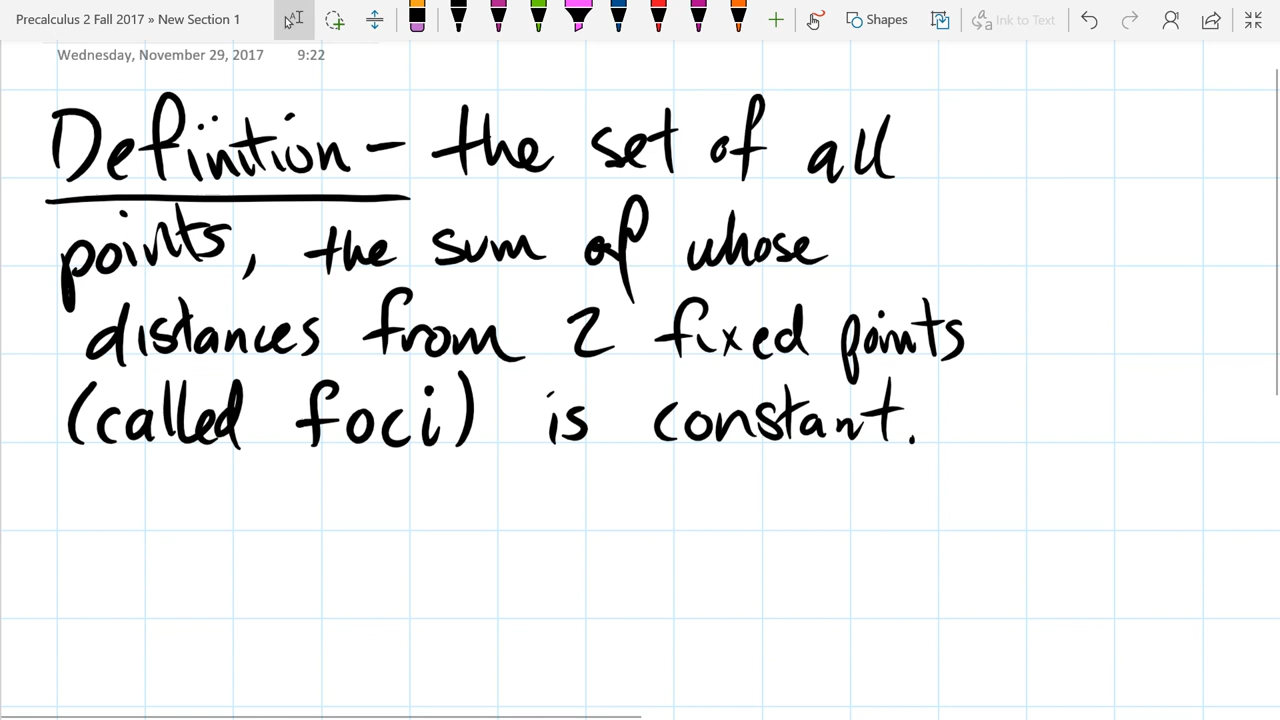 Precalculus 2 Fall 2017 » New Section 1
Shapes
Ink to Text
Wednesday, November 29, 2017 9:22
Definition - the set of all
points, the sum of whose
distances from 2 fixed points
(called foci) is constant.